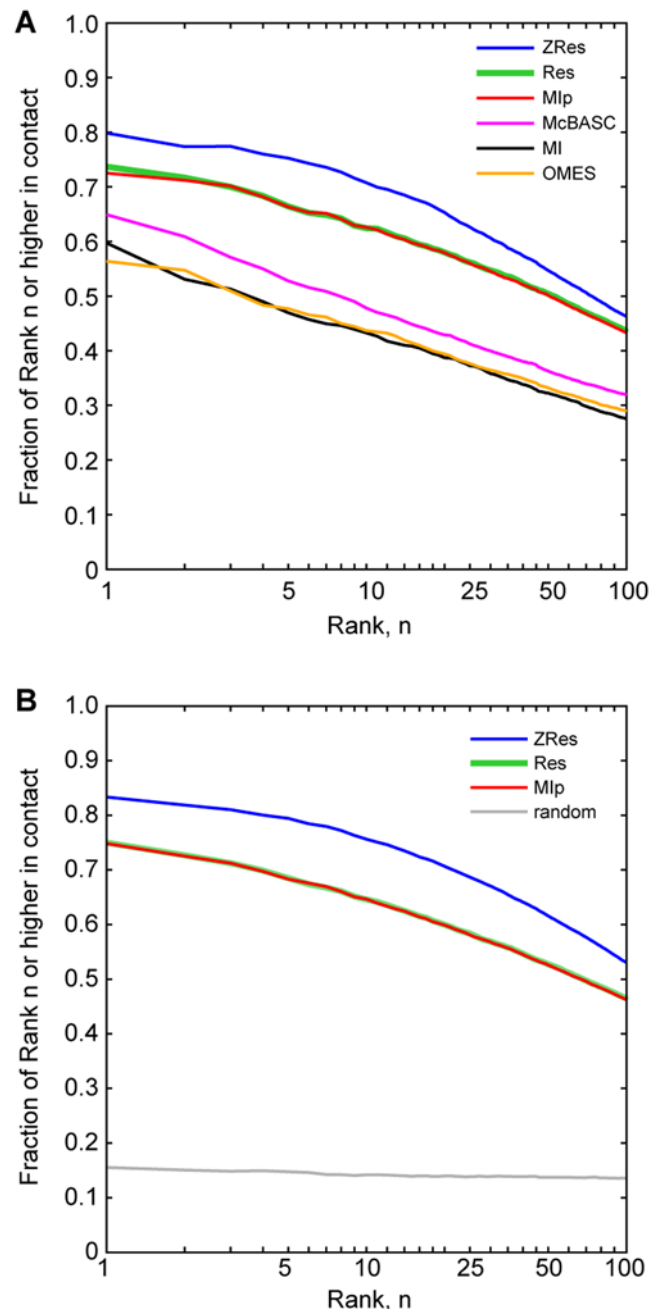 A
Fraction of Rank n or higher in contact
1.0
0.9
0.8
0.7
0.6
0.5
0.4
0.3
0.2
0.1
0
ZRes
Res
MIp
McBASC
MI
OMES
1
5
10
25
50
100
Rank, n
B
Fraction of Rank n or higher in contact
1.0
0.9
0.8
0.7
0.6
0.5
0.4
0.3
0.2
0.1
0
ZRes
Res
MIp
random
1
5
10
25
50
100
Rank, n